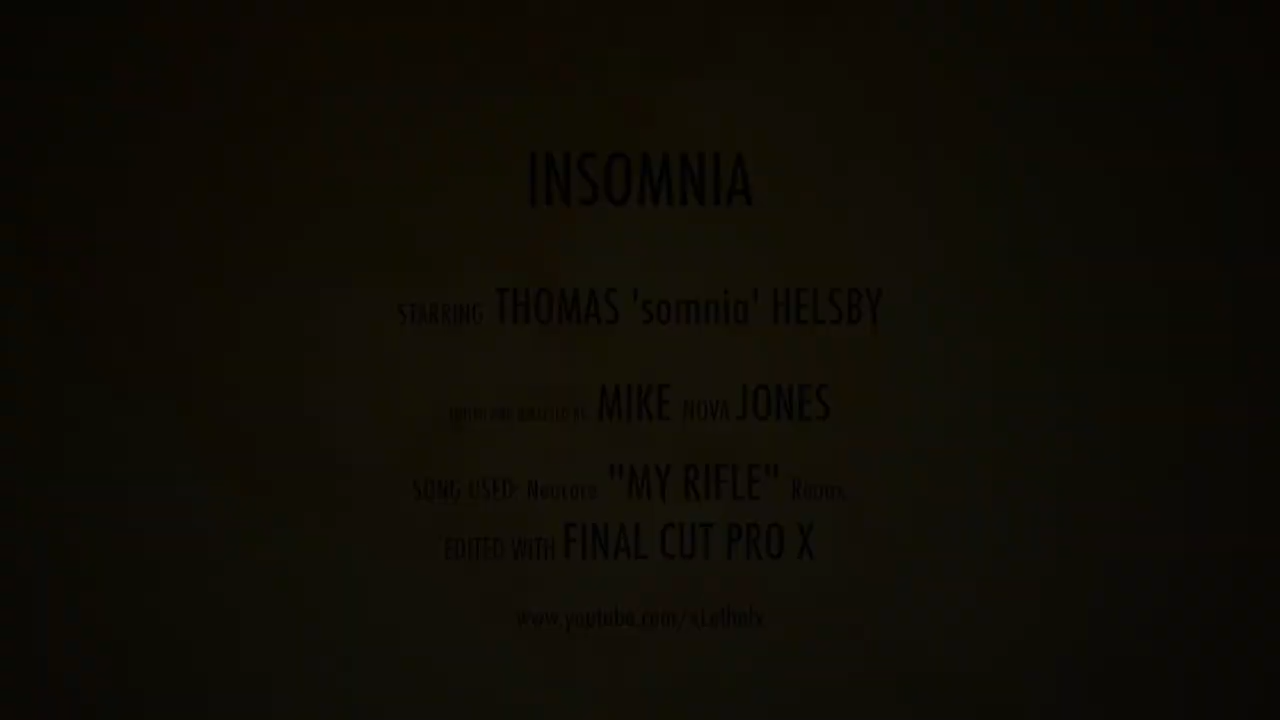 INSOMNIA
STARRING THOMAS 'somnia' HELSBY
MIKE NOVA JONES
SONG USED: "MY RIFLE"
EDITED WITH FINAL CUT PRO X